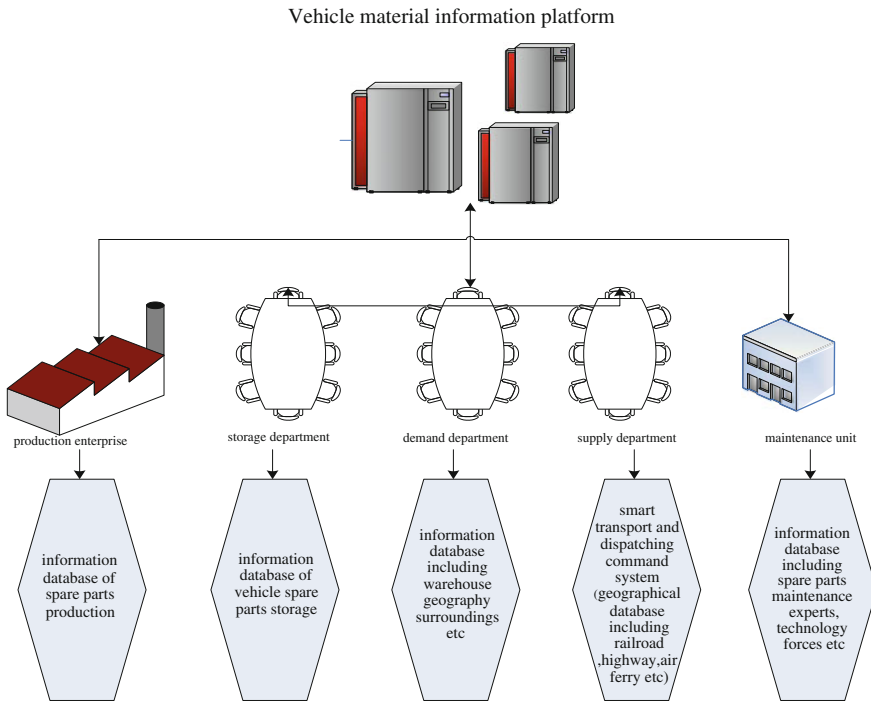 Vehicle material information platform
production enterprise
storage department
demand department
supply department
maintenance unit
information
database of
spare parts
production
information
database of
vehicle spare
parts storage
information
database
including
warehouse
geography
surroundings
etc
smart
transport and
dispatching
command
system
(geographical
database
including
railroad
,highway,air
ferry etc)
information
database
including
spare parts
maintenance
experts,
technology
forces etc